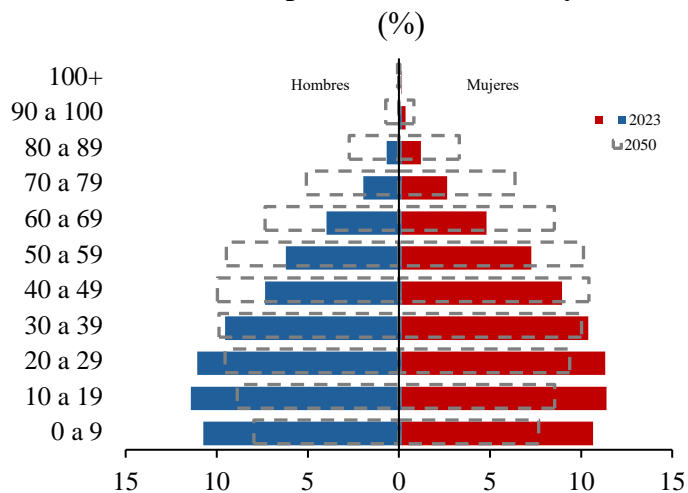 (%)
Hombres
Mujeres
100+
90 a 100
80 a 89
70 a 79
60 a 69
50 a 59
40 a 49
30 a 39
20 a 29
10 a 19
0 a 9
2023
2050
15 10 5 0 5 10 15